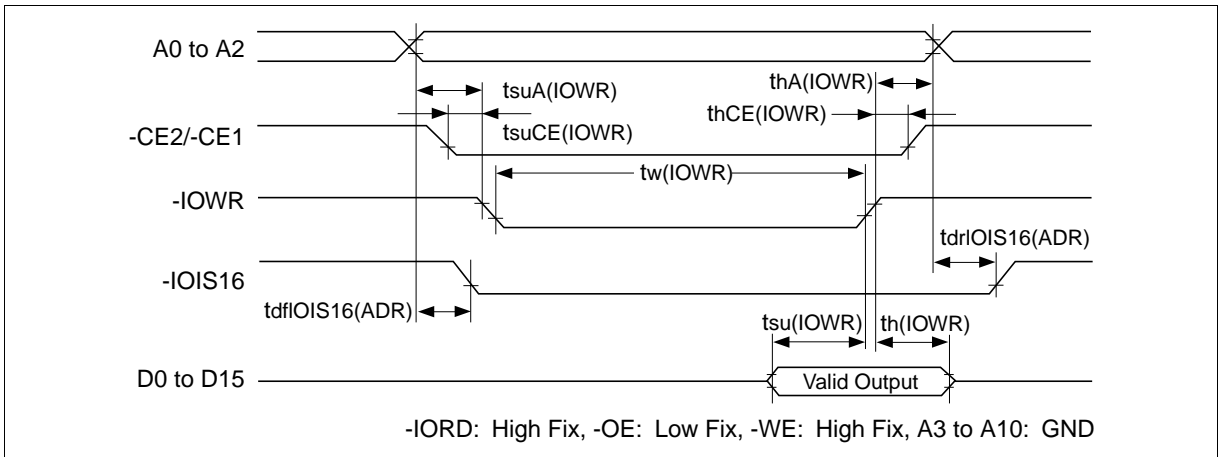 A0 to A2
tsuA(IOWR)
thA(IOWR)
thCE(IOWR)
-CE2/-CE1
tsuCE(IOWR)
tw(IOWR)
-IOWR
tdrIOIS16(ADR)
-IOIS16
tdfIOIS16(ADR)
tsu(IOWR)
th(IOWR)
D0 to D15
Valid Output
-IORD: High Fix, -OE: Low Fix, -WE: High Fix, A3 to A10: GND